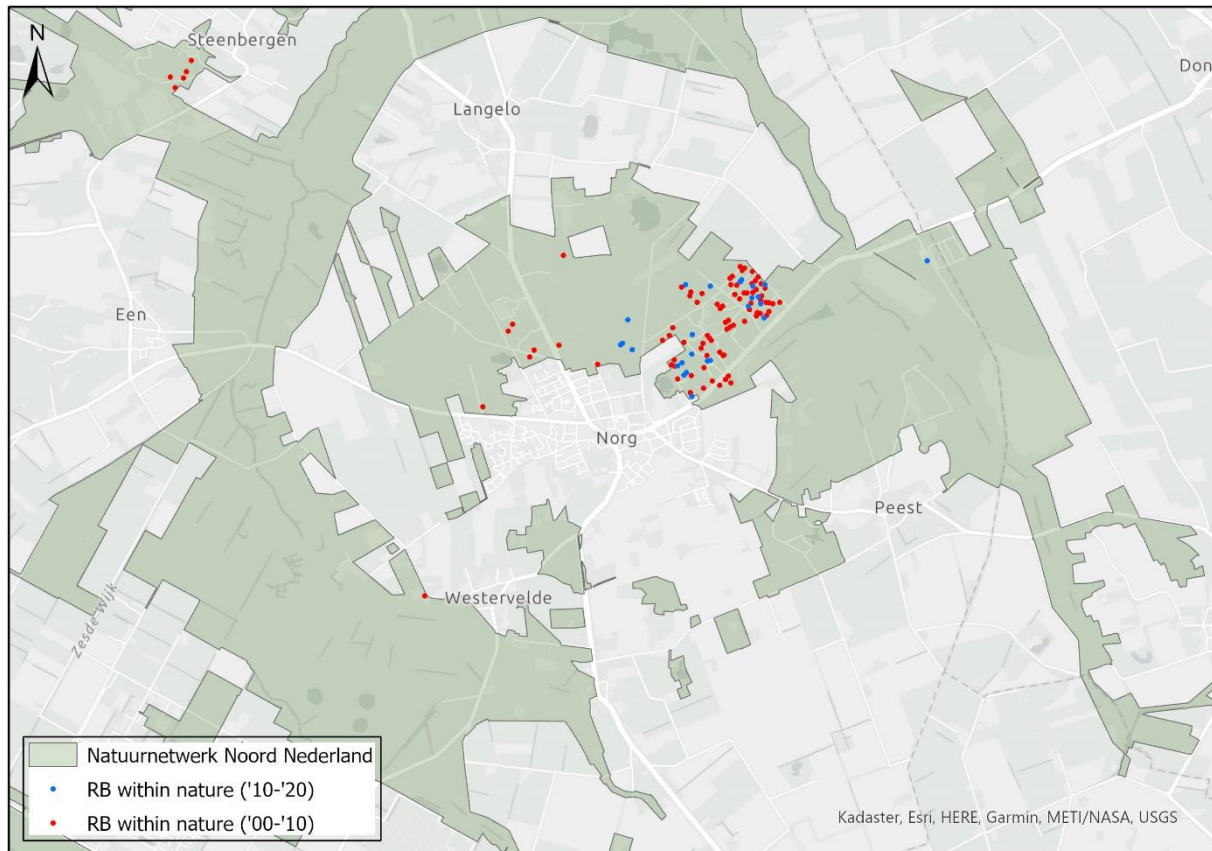 N
Steenbergen
Langelo
Don
Een
Norg
Peest
Westervelde
Zesde Wijk
Natuurnetwerk Noord Nederland
RB within nature ('10-'20)
RB within nature ('00-'10)
Kadaster, Esri, HERE, Garmin, METI/NASA, USGS